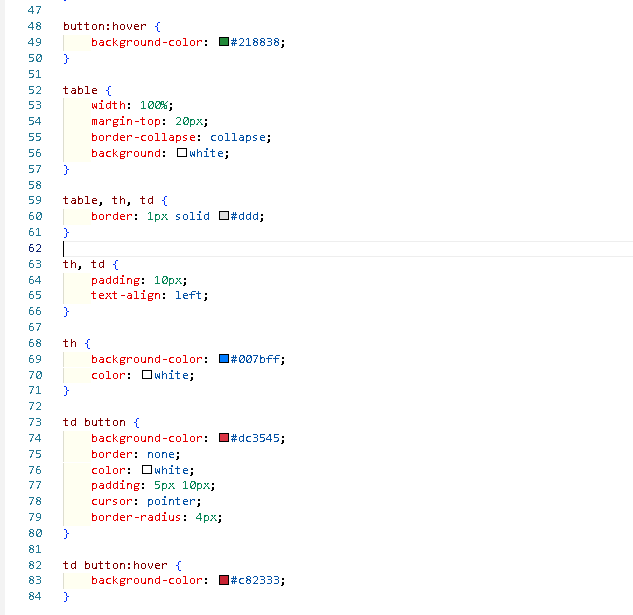 47
48 button:hover {
49     background-color: #218838;
50 }
51
52 table {
53     width: 100%;
54     margin-top: 20px;
55     border-collapse: collapse;
56     background: white;
57 }
58
59 table, th, td {
60     border: 1px solid #ddd;
61 }
62
63 th, td {
64     padding: 10px;
65     text-align: left;
66 }
67
68 th {
69     background-color: #007bff;
70     color: white;
71 }
72
73 td button {
74     background-color: #dc3545;
75     border: none;
76     color: white;
77     padding: 5px 10px;
78     cursor: pointer;
79     border-radius: 4px;
80 }
81
82 td button:hover {
83     background-color: #c82333;
84 }